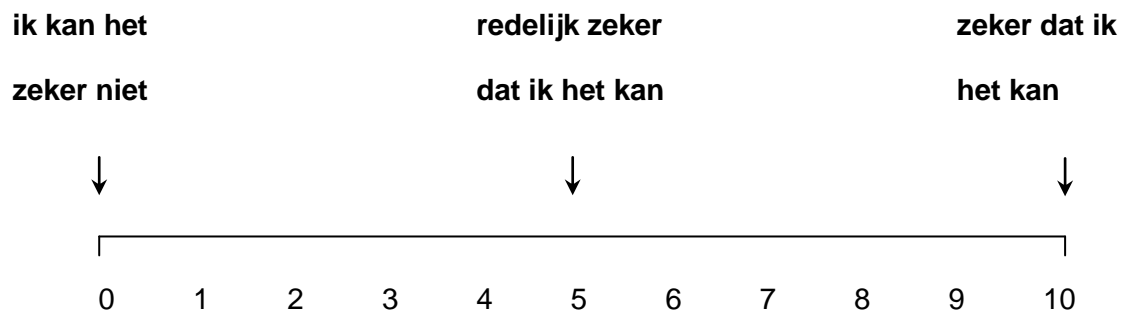 ik kan het redelijk zeker zeker dat ik
zeker niet dat ik het kan het kan
0 1 2 3 4 5 6 7 8 9 10